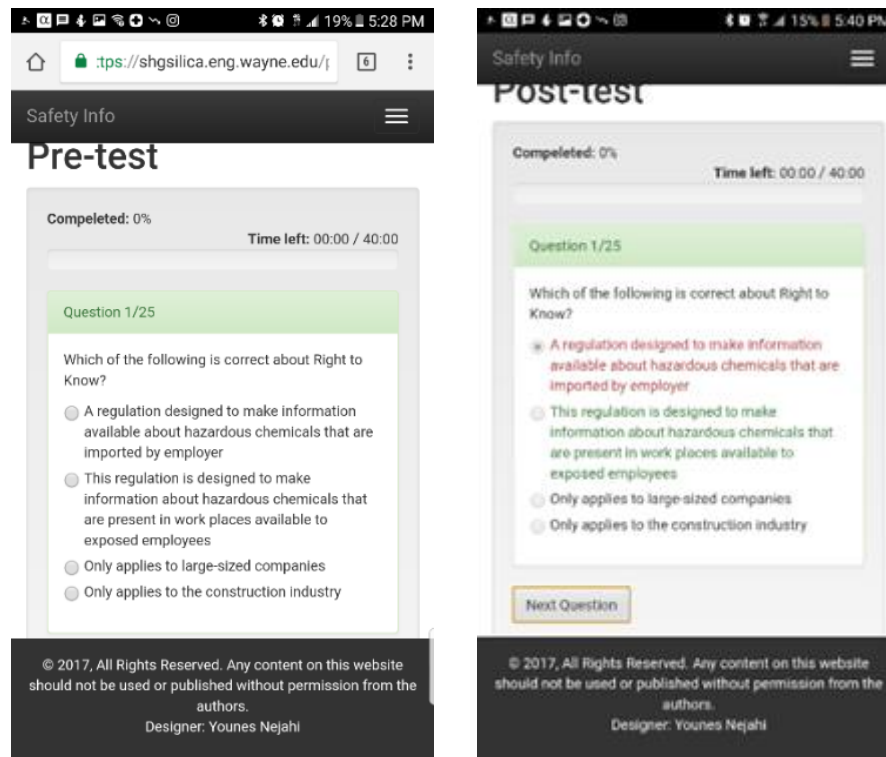 19% 5:28 PM
tps://shgsilica.eng.wayne.edu/
6
Safety Info
Pre-test
Compeleted: 0%
Time left: 00:00 / 40:00
Question 1/25
Which of the following is correct about Right to
Know?
A regulation designed to make information
available about hazardous chemicals that are
imported by employer
This regulation is designed to make
information about hazardous chemicals that
are present in work places available to
exposed employees
Only applies to large-sized companies
Only applies to the construction industry
© 2017, All Rights Reserved. Any content on this website
should not be used or published without permission from the
authors.
Designer: Younes Nejahi
15% 5:40 PM
Safety Info
Post-test
Compeleted: 0%
Time left: 00:00 / 40:00
Question 1/25
Which of the following is correct about Right to
Know?
A regulation designed to make information
available about hazardous chemicals that are
imported by employer
This regulation is designed to make
information about hazardous chemicals that
are present in work places available to
exposed employees
Only applies to large-sized companies
Only applies to the construction industry
Next Question
© 2017, All Rights Reserved. Any content on this website
should not be used or published without permission from the
authors.
Designer: Younes Nejahi